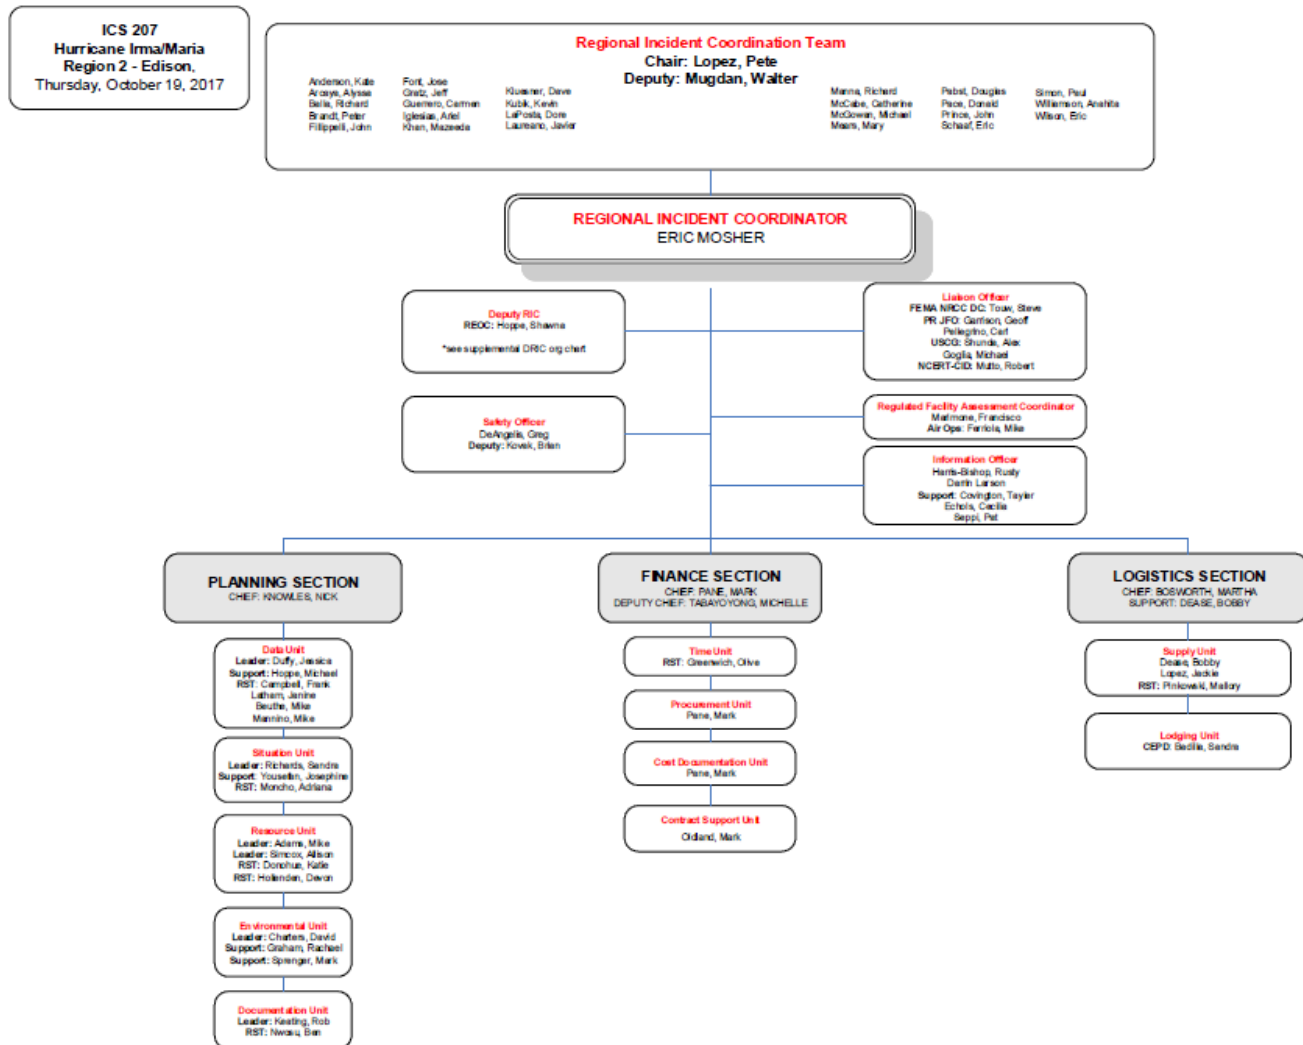 ICS 207
Hurricane Irma/Maria
Region 2 - Edison,
Thursday, October 19, 2017
Regional Incident Coordination Team
Chair: Lopez, Pete
Deputy: Mugdan, Walter
Anderson, Kate
Arcaya, Alyssa
Balla, Richard
Brandt, Peter
Filippelli, John
Font, Jose
Gratz, Jeff
Guerrero, Carmen
Iglesias, Ariel
Khan, Mazeeda
Kluesner, Dave
Kubik, Kevin
LaPosta, Dore
Laureano, Javier
Manna, Richard
McCabe, Catherine
McGowan, Michael
Mears, Mary
Pabst, Douglas
Pace, Donald
Prince, John
Schaaf, Eric
Simon, Paul
Williamson, Anahita
Wilson, Eric
REGIONAL INCIDENT COORDINATOR
ERIC MOSHER
Deputy RIC
REOC: Hoppe, Shawna
*see supplemental DRIC org chart
Liaison Officer
FEMA NRCC DC: Touw, Steve
PR JFO: Garrison, Geoff
Pellegrino, Carl
USCG: Shunda, Alex
Goglia, Michael
NCERT-CID: Mutto, Robert
Safety Officer
DeAngelis, Greg
Deputy: Kovak, Brian
Regulated Facility Assessment Coordinator
Marimone, Francisco
Air Ops: Ferriola, Mike
Information Officer
Harris-Bishop, Rusty
Darrin Larson
Support: Covington, Tayler
Echols, Cecilia
Seppi, Pat
PLANNING SECTION
CHIEF: KNOWLES, NICK
FINANCE SECTION
CHIEF: PANE, MARK
DEPUTY CHIEF: TABAYOYONG, MICHELLE
LOGISTICS SECTION
CHIEF: BOSWORTH, MARTHA
SUPPORT: DEASE, BOBBY
Data Unit
Leader: Duffy, Jessica
Support: Hoppe, Michael
RST: Campbell, Frank
Latham, Janine
Beuthe, Mike
Mannino, Mike
Situation Unit
Leader: Richards, Sandra
Support: Yousefan, Josephine
RST: Moncho, Adriana
Resource Unit
Leader: Adams, Mike
Leader: Simcox, Allison
RST: Donohue, Katie
RST: Hollenden, Devon
Environmental Unit
Leader: Charters, David
Support: Graham, Rachael
Support: Sprenger, Mark
Documentation Unit
Leader: Keating, Rob
RST: Nwosu, Ben
Time Unit
RST: Greenwich, Olive
Procurement Unit
Pane, Mark
Cost Documentation Unit
Pane, Mark
Contract Support Unit
Oldland, Mark
Supply Unit
Dease, Bobby
Lopez, Jackie
RST: Pinkowski, Mallory
Lodging Unit
CEPD: Badilla, Sandra